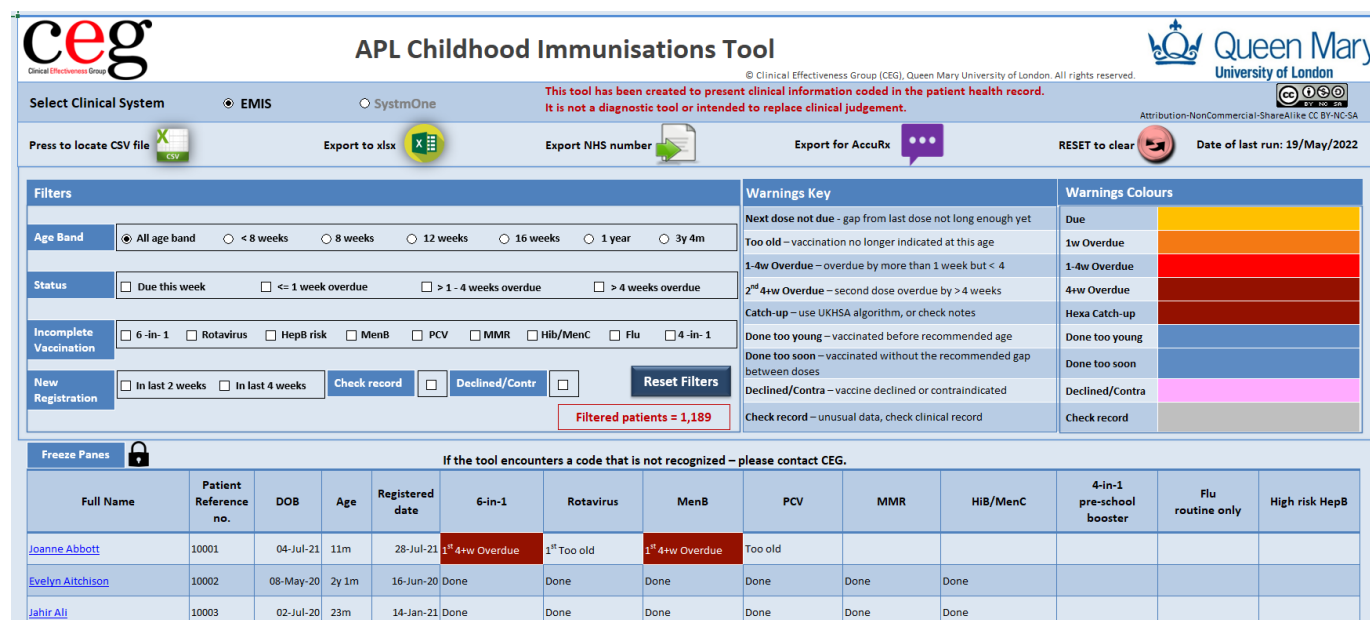 ceg
Clinical Effectiveness Group
APL Childhood Immunisations Tool
© Clinical Effectiveness Group (CEG), Queen Mary University of London. All rights reserved.
Queen Mary
University of London
Select Clinical System EMIS SystmOne
This tool has been created to present clinical information coded in the patient health record.
It is not a diagnostic tool or intended to replace clinical judgement.
cc BY NC SA
Attribution-NonCommercial-ShareAlike CC BY-NC-SA
Press to locate CSV file CSV Export to xlsx Export NHS number Export for AccuRx RESET to clear Date of last run: 19/May/2022
Filters
Age Band All age band < 8 weeks 8 weeks 12 weeks 16 weeks 1 year 3y 4m
Status Due this week <= 1 week overdue > 1 - 4 weeks overdue > 4 weeks overdue
Incomplete
Vaccination
6 -in- 1 Rotavirus HepB risk MenB PCV MMR Hib/MenC Flu 4 -in- 1
New
Registration
In last 2 weeks In last 4 weeks Check record Declined/Contr Reset Filters
Filtered patients = 1,189
Warnings Key
Next dose not due - gap from last dose not long enough yet
Too old – vaccination no longer indicated at this age
1-4w Overdue – overdue by more than 1 week but < 4
2nd 4+w Overdue – second dose overdue by > 4 weeks
Catch-up – use UKHSA algorithm, or check notes
Done too young – vaccinated before recommended age
Done too soon – vaccinated without the recommended gap
between doses
Declined/Contra – vaccine declined or contraindicated
Check record – unusual data, check clinical record
Warnings Colours
Due
1w Overdue
1-4w Overdue
4+w Overdue
Hexa Catch-up
Done too young
Done too soon
Declined/Contra
Check record
Freeze Panes
If the tool encounters a code that is not recognized – please contact CEG.
Full Name Patient Reference no. DOB Age Registered date 6-in-1 Rotavirus MenB PCV MMR HiB/MenC 4-in-1 pre-school booster Flu routine only High risk HepB
Joanne Abbott 10001 04-Jul-21 11m 28-Jul-21 1st 4+w Overdue 1st Too old 1st 4+w Overdue Too old
Evelyn Aitchison 10002 08-May-20 2y 1m 16-Jun-20 Done Done Done Done Done Done
Jahir Ali 10003 02-Jul-20 23m 14-Jan-21 Done Done Done Done Done Done